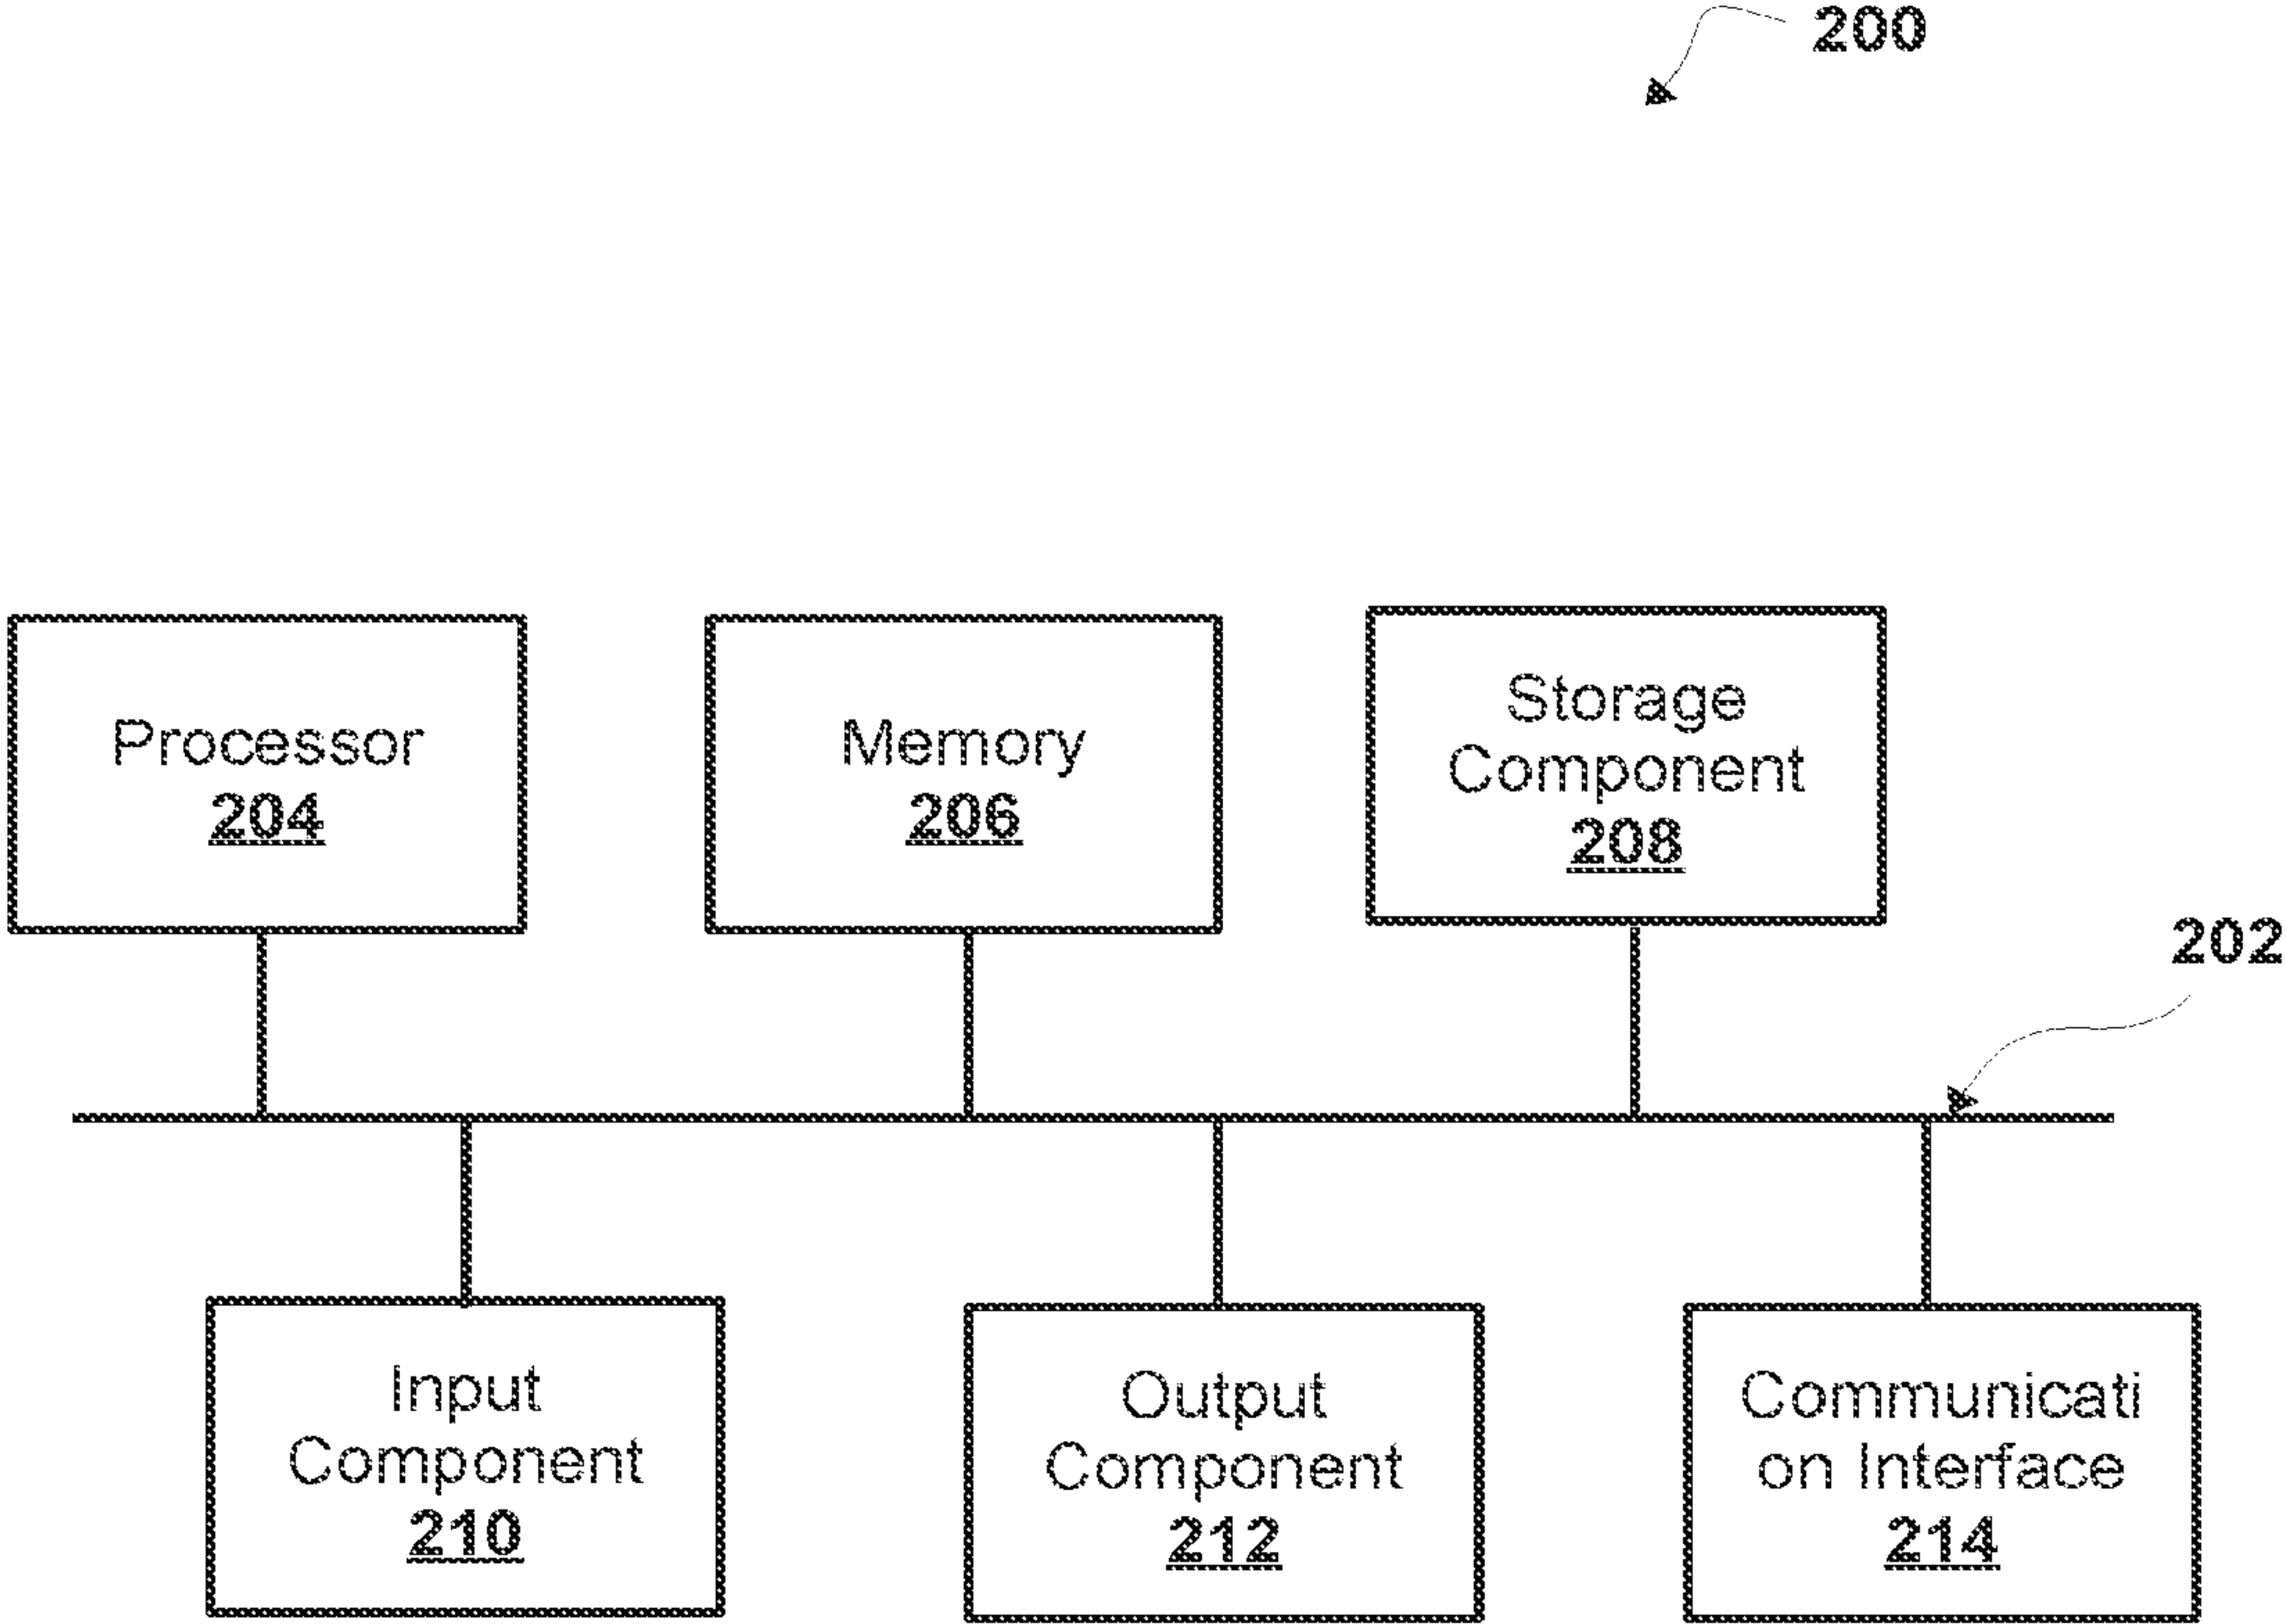 200
Processor
204
Memory
206
Storage
Component
208
202
Input
Component
210
Output
Component
212
Communicati
on Interface
214